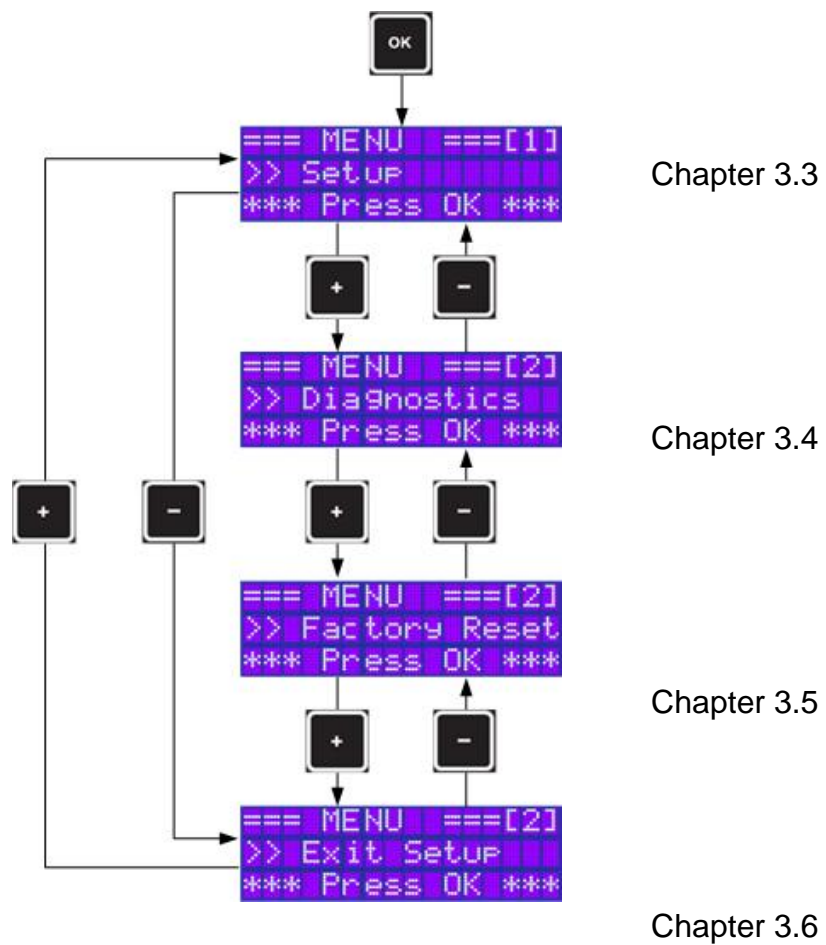 OK
=== MENU ===[1]
>> Setup
*** Press OK ***
Chapter 3.3
+
-
=== MENU ===[2]
>> Diagnostics
*** Press OK ***
Chapter 3.4
+
-
+
-
=== MENU ===[2]
>> Factory Reset
*** Press OK ***
Chapter 3.5
+
-
=== MENU ===[2]
>> Exit Setup
*** Press OK ***
Chapter 3.6